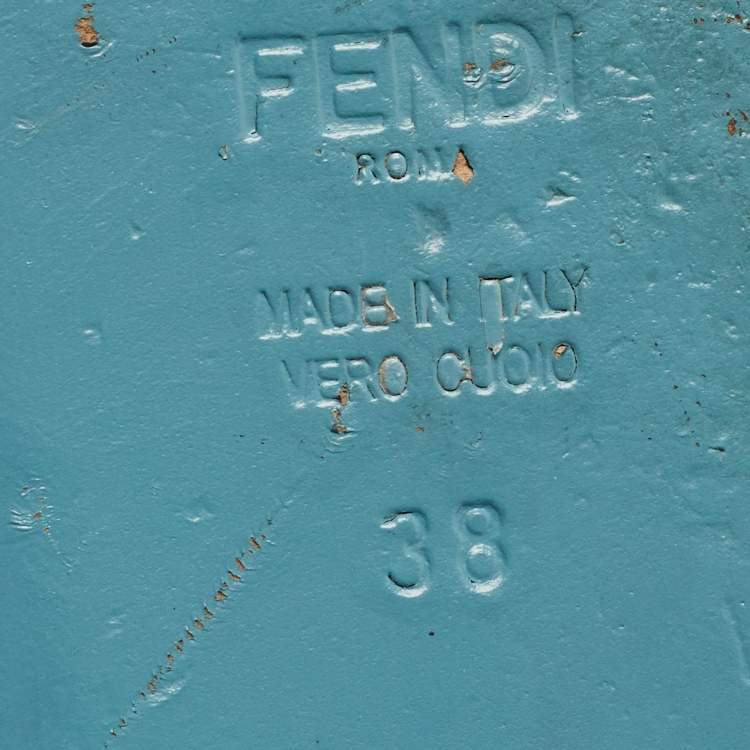 FENDI
ROMA
MADE IN ITALY
VERO CUOIO
38